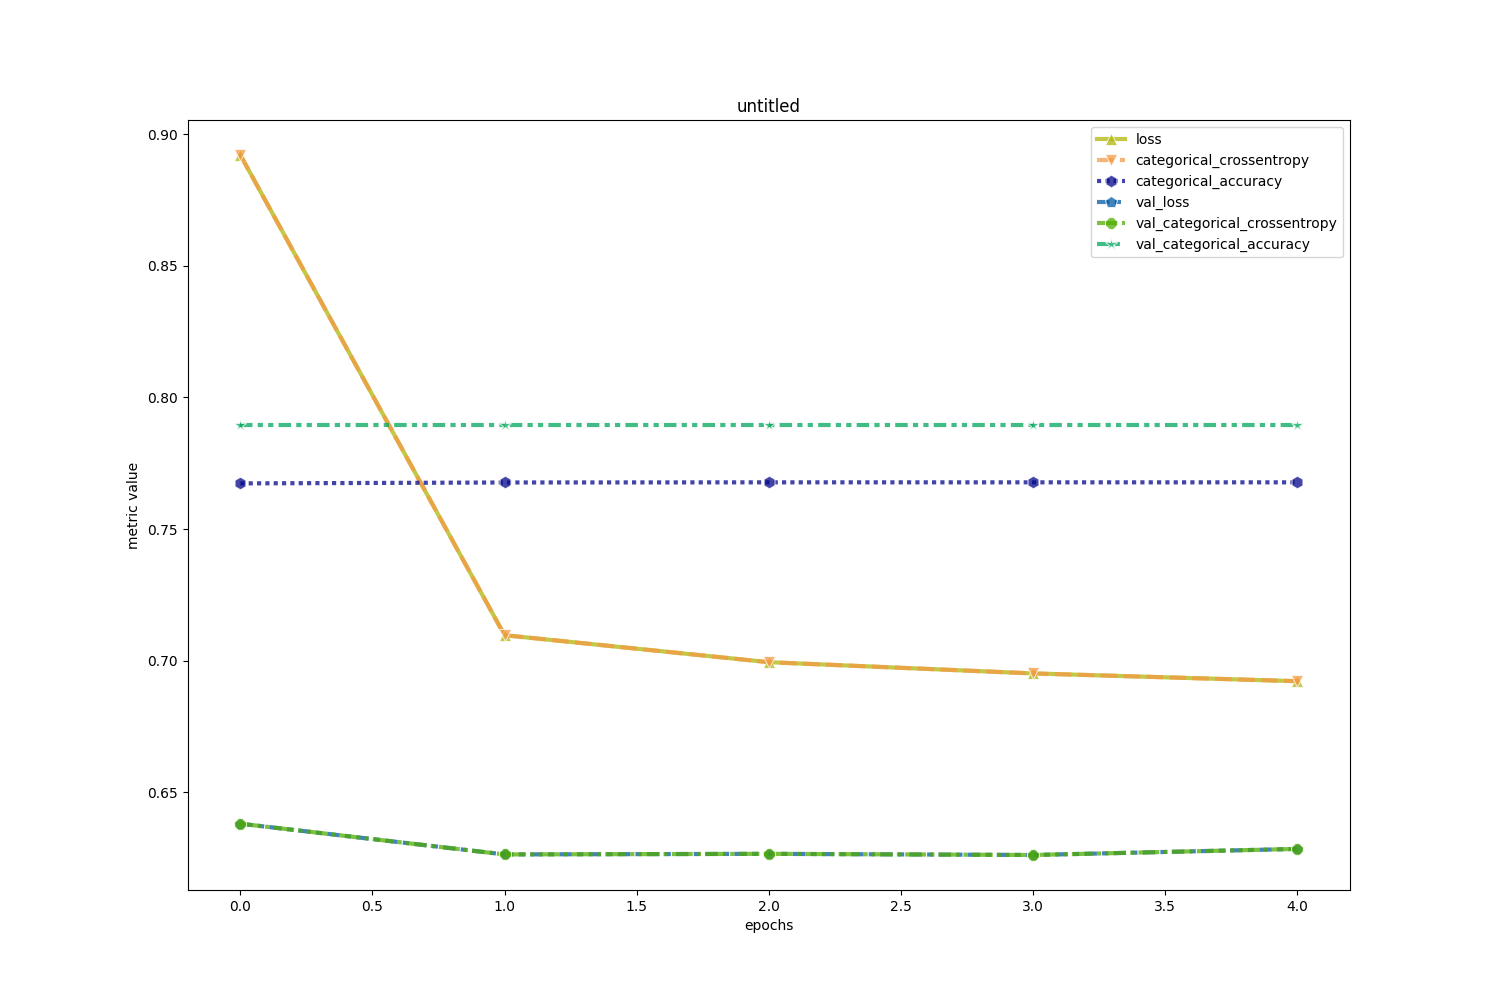 untitled
0.90
0.85
0.80
0.75
0.70
0.65
metric value
loss
categorical_crossentropy
categorical_accuracy
val_loss
val_categorical_crossentropy
val_categorical_accuracy
0.0 0.5 1.0 1.5 2.0 2.5 3.0 3.5 4.0
epochs